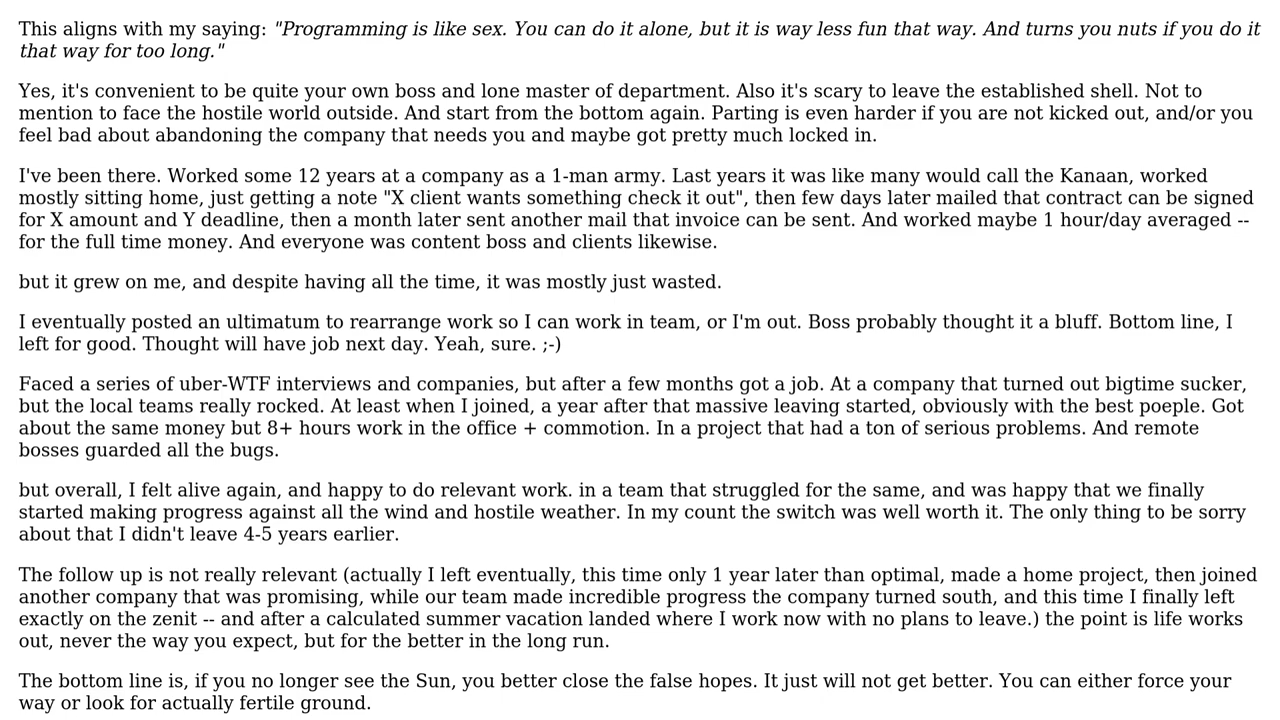 This aligns with my saying: "Programming is like sex. You can do it alone, but it is way less fun that way. And turns you nuts if you do it
that way for too long."
Yes, it's convenient to be quite your own boss and lone master of department. Also it's scary to leave the established shell. Not to
mention to face the hostile world outside. And start from the bottom again. Parting is even harder if you are not kicked out, and/or you
feel bad about abandoning the company that needs you and maybe got pretty much locked in.
I've been there. Worked some 12 years at a company as a 1-man army. Last years it was like many would call the Kanaan, worked
mostly sitting home, just getting a note "X client wants something check it out", then few days later mailed that contract can be signed
for X amount and Y deadline, then a month later sent another mail that invoice can be sent. And worked maybe 1 hour/day averaged --
for the full time money. And everyone was content boss and clients likewise.
but it grew on me, and despite having all the time, it was mostly just wasted.
I eventually posted an ultimatum to rearrange work so I can work in team, or I'm out. Boss probably thought it a bluff. Bottom line, I
left for good. Thought will have job next day. Yeah, sure. ;-)
Faced a series of uber-WTF interviews and companies, but after a few months got a job. At a company that turned out bigtime sucker,
but the local teams really rocked. At least when I joined, a year after that massive leaving started, obviously with the best poeple. Got
about the same money but 8+ hours work in the office + commotion. In a project that had a ton of serious problems. And remote
bosses guarded all the bugs.
but overall, I felt alive again, and happy to do relevant work. in a team that struggled for the same, and was happy that we finally
started making progress against all the wind and hostile weather. In my count the switch was well worth it. The only thing to be sorry
about that I didn't leave 4-5 years earlier.
The follow up is not really relevant (actually I left eventually, this time only 1 year later than optimal, made a home project, then joined
another company that was promising, while our team made incredible progress the company turned south, and this time I finally left
exactly on the zenit -- and after a calculated summer vacation landed where I work now with no plans to leave.) the point is life works
out, never the way you expect, but for the better in the long run.
The bottom line is, if you no longer see the Sun, you better close the false hopes. It just will not get better. You can either force your
way or look for actually fertile ground.